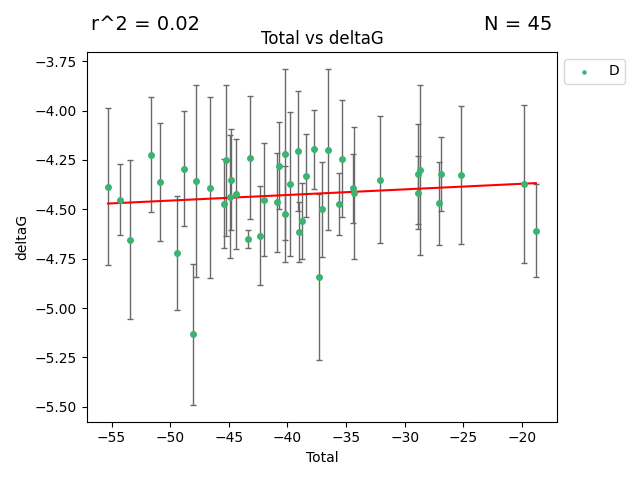 r^2 = 0.02
N = 45
Total vs deltaG
D
−3.75
−4.00
−4.25
−4.50
−4.75
−5.00
−5.25
−5.50
deltaG
−55 −50 −45 −40 −35 −30 −25 −20
Total